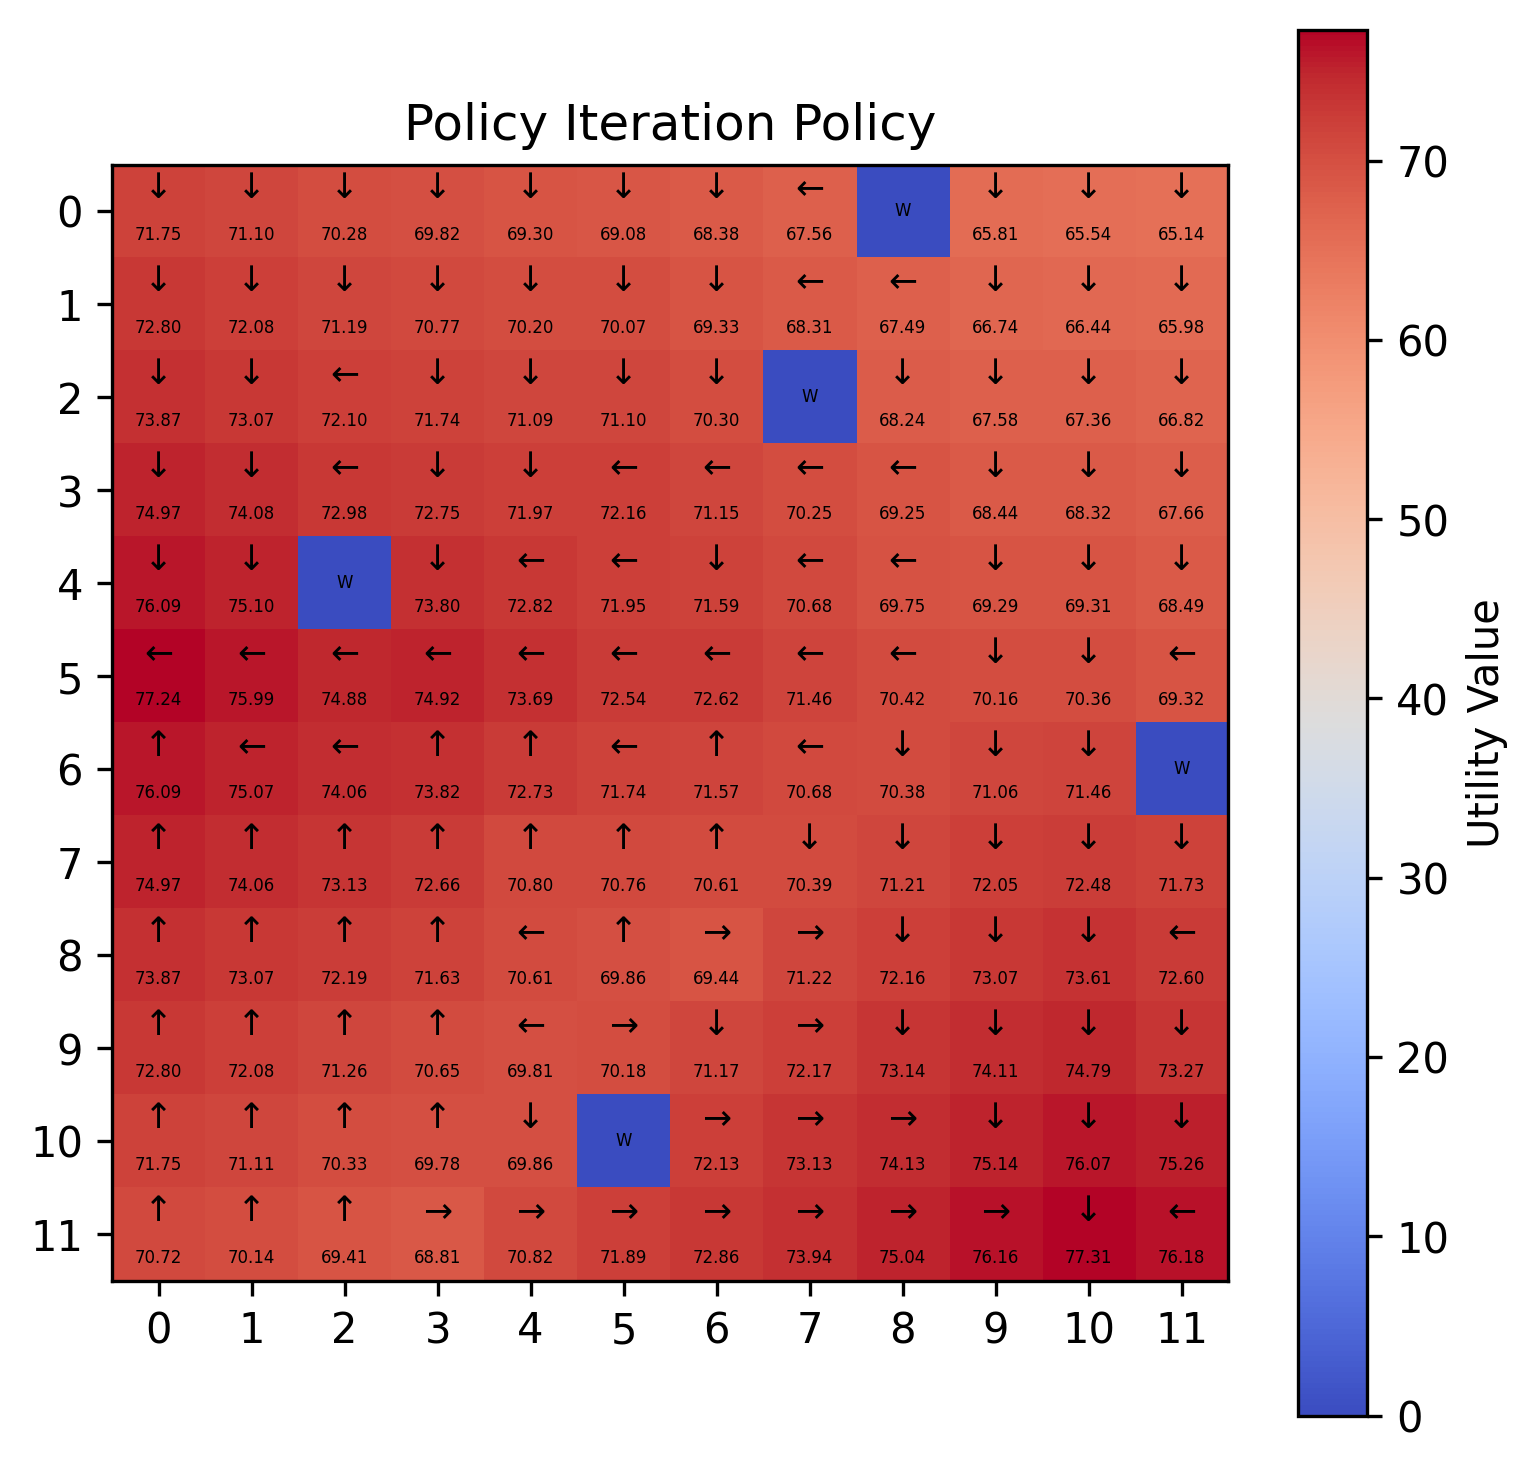 Policy Iteration Policy
0 ↓ ↓ ↓ ↓ ↓ ↓ ↓ ← W ↓ ↓ ↓
71.75 71.10 70.28 69.82 69.30 69.08 68.38 67.56 65.81 65.54 65.14
1 ↓ ↓ ↓ ↓ ↓ ↓ ↓ ← ← ↓ ↓ ↓
72.80 72.08 71.19 70.77 70.20 70.07 69.33 68.31 67.49 66.74 66.44 65.98
2 ↓ ↓ ← ↓ ↓ ↓ ↓ W ↓ ↓ ↓ ↓
73.87 73.07 72.10 71.74 71.09 71.10 70.30 68.24 67.58 67.36 66.82
3 ↓ ↓ ← ↓ ↓ ← ← ← ← ↓ ↓ ↓
74.97 74.08 72.98 72.75 71.97 72.16 71.15 70.25 69.25 68.44 68.32 67.66
4 ↓ ↓ W ↓ ← ← ↓ ← ← ↓ ↓ ↓
76.09 75.10 73.80 72.82 71.95 71.59 70.68 69.75 69.29 69.31 68.49
5 ← ← ← ← ← ← ← ← ← ↓ ↓ ←
77.24 75.99 74.88 74.92 73.69 72.54 72.62 71.46 70.42 70.16 70.36 69.32
6 ↑ ← ← ↑ ↑ ← ↑ ← ↓ ↓ ↓ W
76.09 75.07 74.06 73.82 72.73 71.74 71.57 70.68 70.38 71.06 71.46
7 ↑ ↑ ↑ ↑ ↑ ↑ ↑ ↓ ↓ ↓ ↓ ↓
74.97 74.06 73.13 72.66 70.80 70.76 70.61 70.39 71.21 72.05 72.48 71.73
8 ↑ ↑ ↑ ↑ ← ↑ → → ↓ ↓ ↓ ←
73.87 73.07 72.19 71.63 70.61 69.86 69.44 71.22 72.16 73.07 73.61 72.60
9 ↑ ↑ ↑ ↑ ← → ↓ → ↓ ↓ ↓ ↓
72.80 72.08 71.26 70.65 69.81 70.18 71.17 72.17 73.14 74.11 74.79 73.27
10 ↑ ↑ ↑ ↑ ↓ W → → → ↓ ↓ ↓
71.75 71.11 70.33 69.78 69.86 72.13 73.13 74.13 75.14 76.07 75.26
11 ↑ ↑ ↑ → → → → → → → ↓ ←
70.72 70.14 69.41 68.81 70.82 71.89 72.86 73.94 75.04 76.16 77.31 76.18
0 1 2 3 4 5 6 7 8 9 10 11
70
60
50
40
30
20
10
0
Utility Value